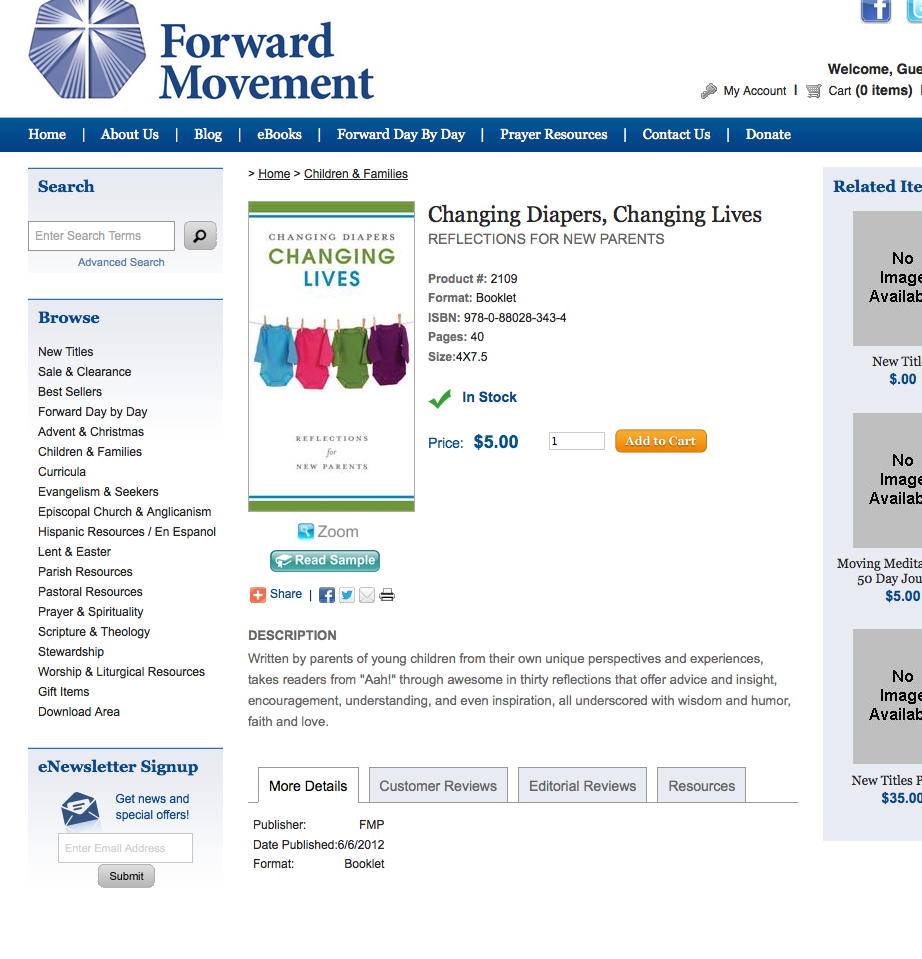 Forward
Movement
Welcome, Gue
My Account | Cart (0 items) |
Home | About Us | Blog | eBooks | Forward Day By Day | Prayer Resources | Contact Us | Donate
Search
Enter Search Terms
Advanced Search
Browse
New Titles
Sale & Clearance
Best Sellers
Forward Day by Day
Advent & Christmas
Children & Families
Curricula
Evangelism & Seekers
Episcopal Church & Anglicanism
Hispanic Resources / En Espanol
Lent & Easter
Parish Resources
Pastoral Resources
Prayer & Spirituality
Scripture & Theology
Stewardship
Worship & Liturgical Resources
Gift Items
Download Area
eNewsletter Signup
Get news and
special offers!
Enter Email Address
Submit
> Home > Children & Families
CHANGING DIAPERS
CHANGING
LIVES
REFLECTIONS
for
NEW PARENTS
Zoom
Read Sample
Share |
Changing Diapers, Changing Lives
REFLECTIONS FOR NEW PARENTS
Product #: 2109
Format: Booklet
ISBN: 978-0-88028-343-4
Pages: 40
Size:4X7.5
In Stock
Price: $5.00 1 Add to Cart
DESCRIPTION
Written by parents of young children from their own unique perspectives and experiences,
takes readers from "Aah!" through awesome in thirty reflections that offer advice and insight,
encouragement, understanding, and even inspiration, all underscored with wisdom and humor,
faith and love.
More Details Customer Reviews Editorial Reviews Resources
Publisher: FMP
Date Published:6/6/2012
Format: Booklet
Related Ite
No
Image
Availab
New Titl
$.00
No
Image
Availab
Moving Medita
50 Day Jou
$5.00
No
Image
Availab
New Titles P
$35.00